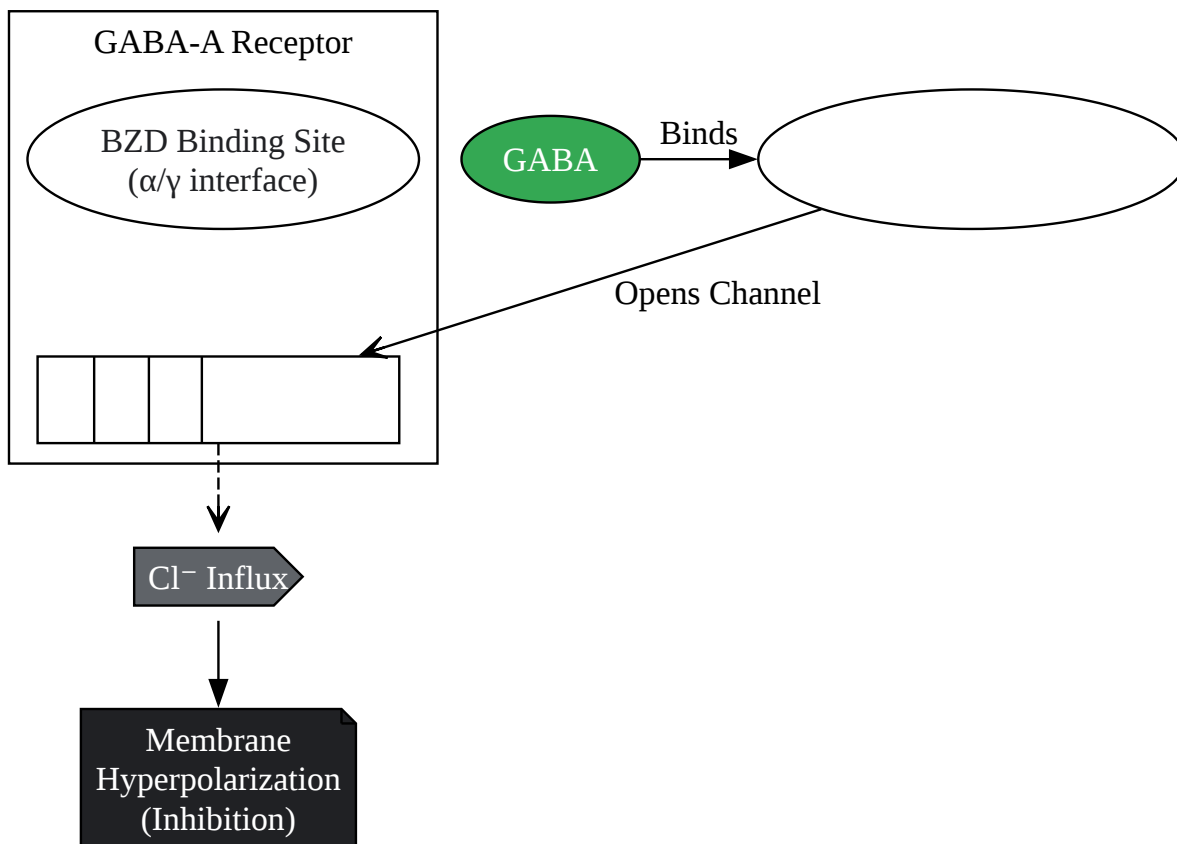 GABA-A Receptor
BZD Binding Site
(α/γ interface)
GABA
Binds
Opens Channel
Cl⁻ Influx
Membrane
Hyperpolarization
(Inhibition)